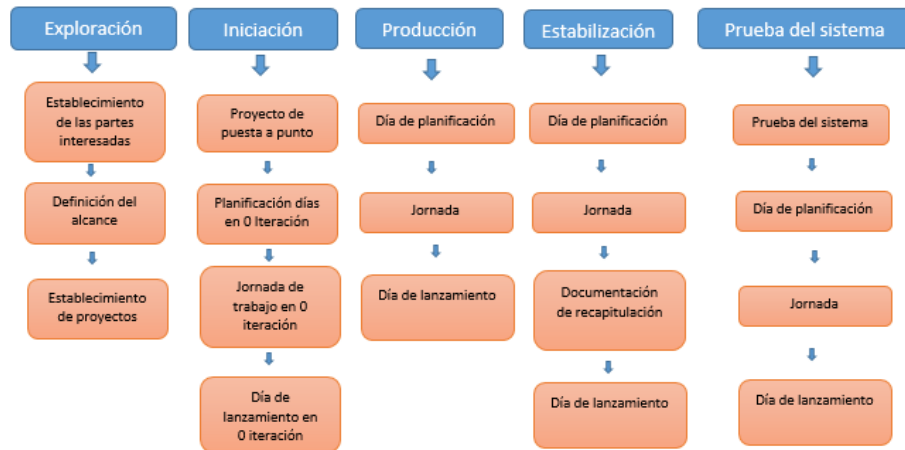 Exploración
Establecimiento
de las partes
interesadas
Definición del
alcance
Establecimiento
de proyectos
Iniciación
Proyecto de
puesta a punto
Planificación días
en 0 Iteración
Jornada de
trabajo en 0
iteración
Día de
lanzamiento en
0 iteración
Producción
Día de planificación
Jornada
Día de lanzamiento
Estabilización
Día de planificación
Jornada
Documentación
de recapitulación
Día de lanzamiento
Prueba del sistema
Prueba del sistema
Día de planificación
Jornada
Día de lanzamiento